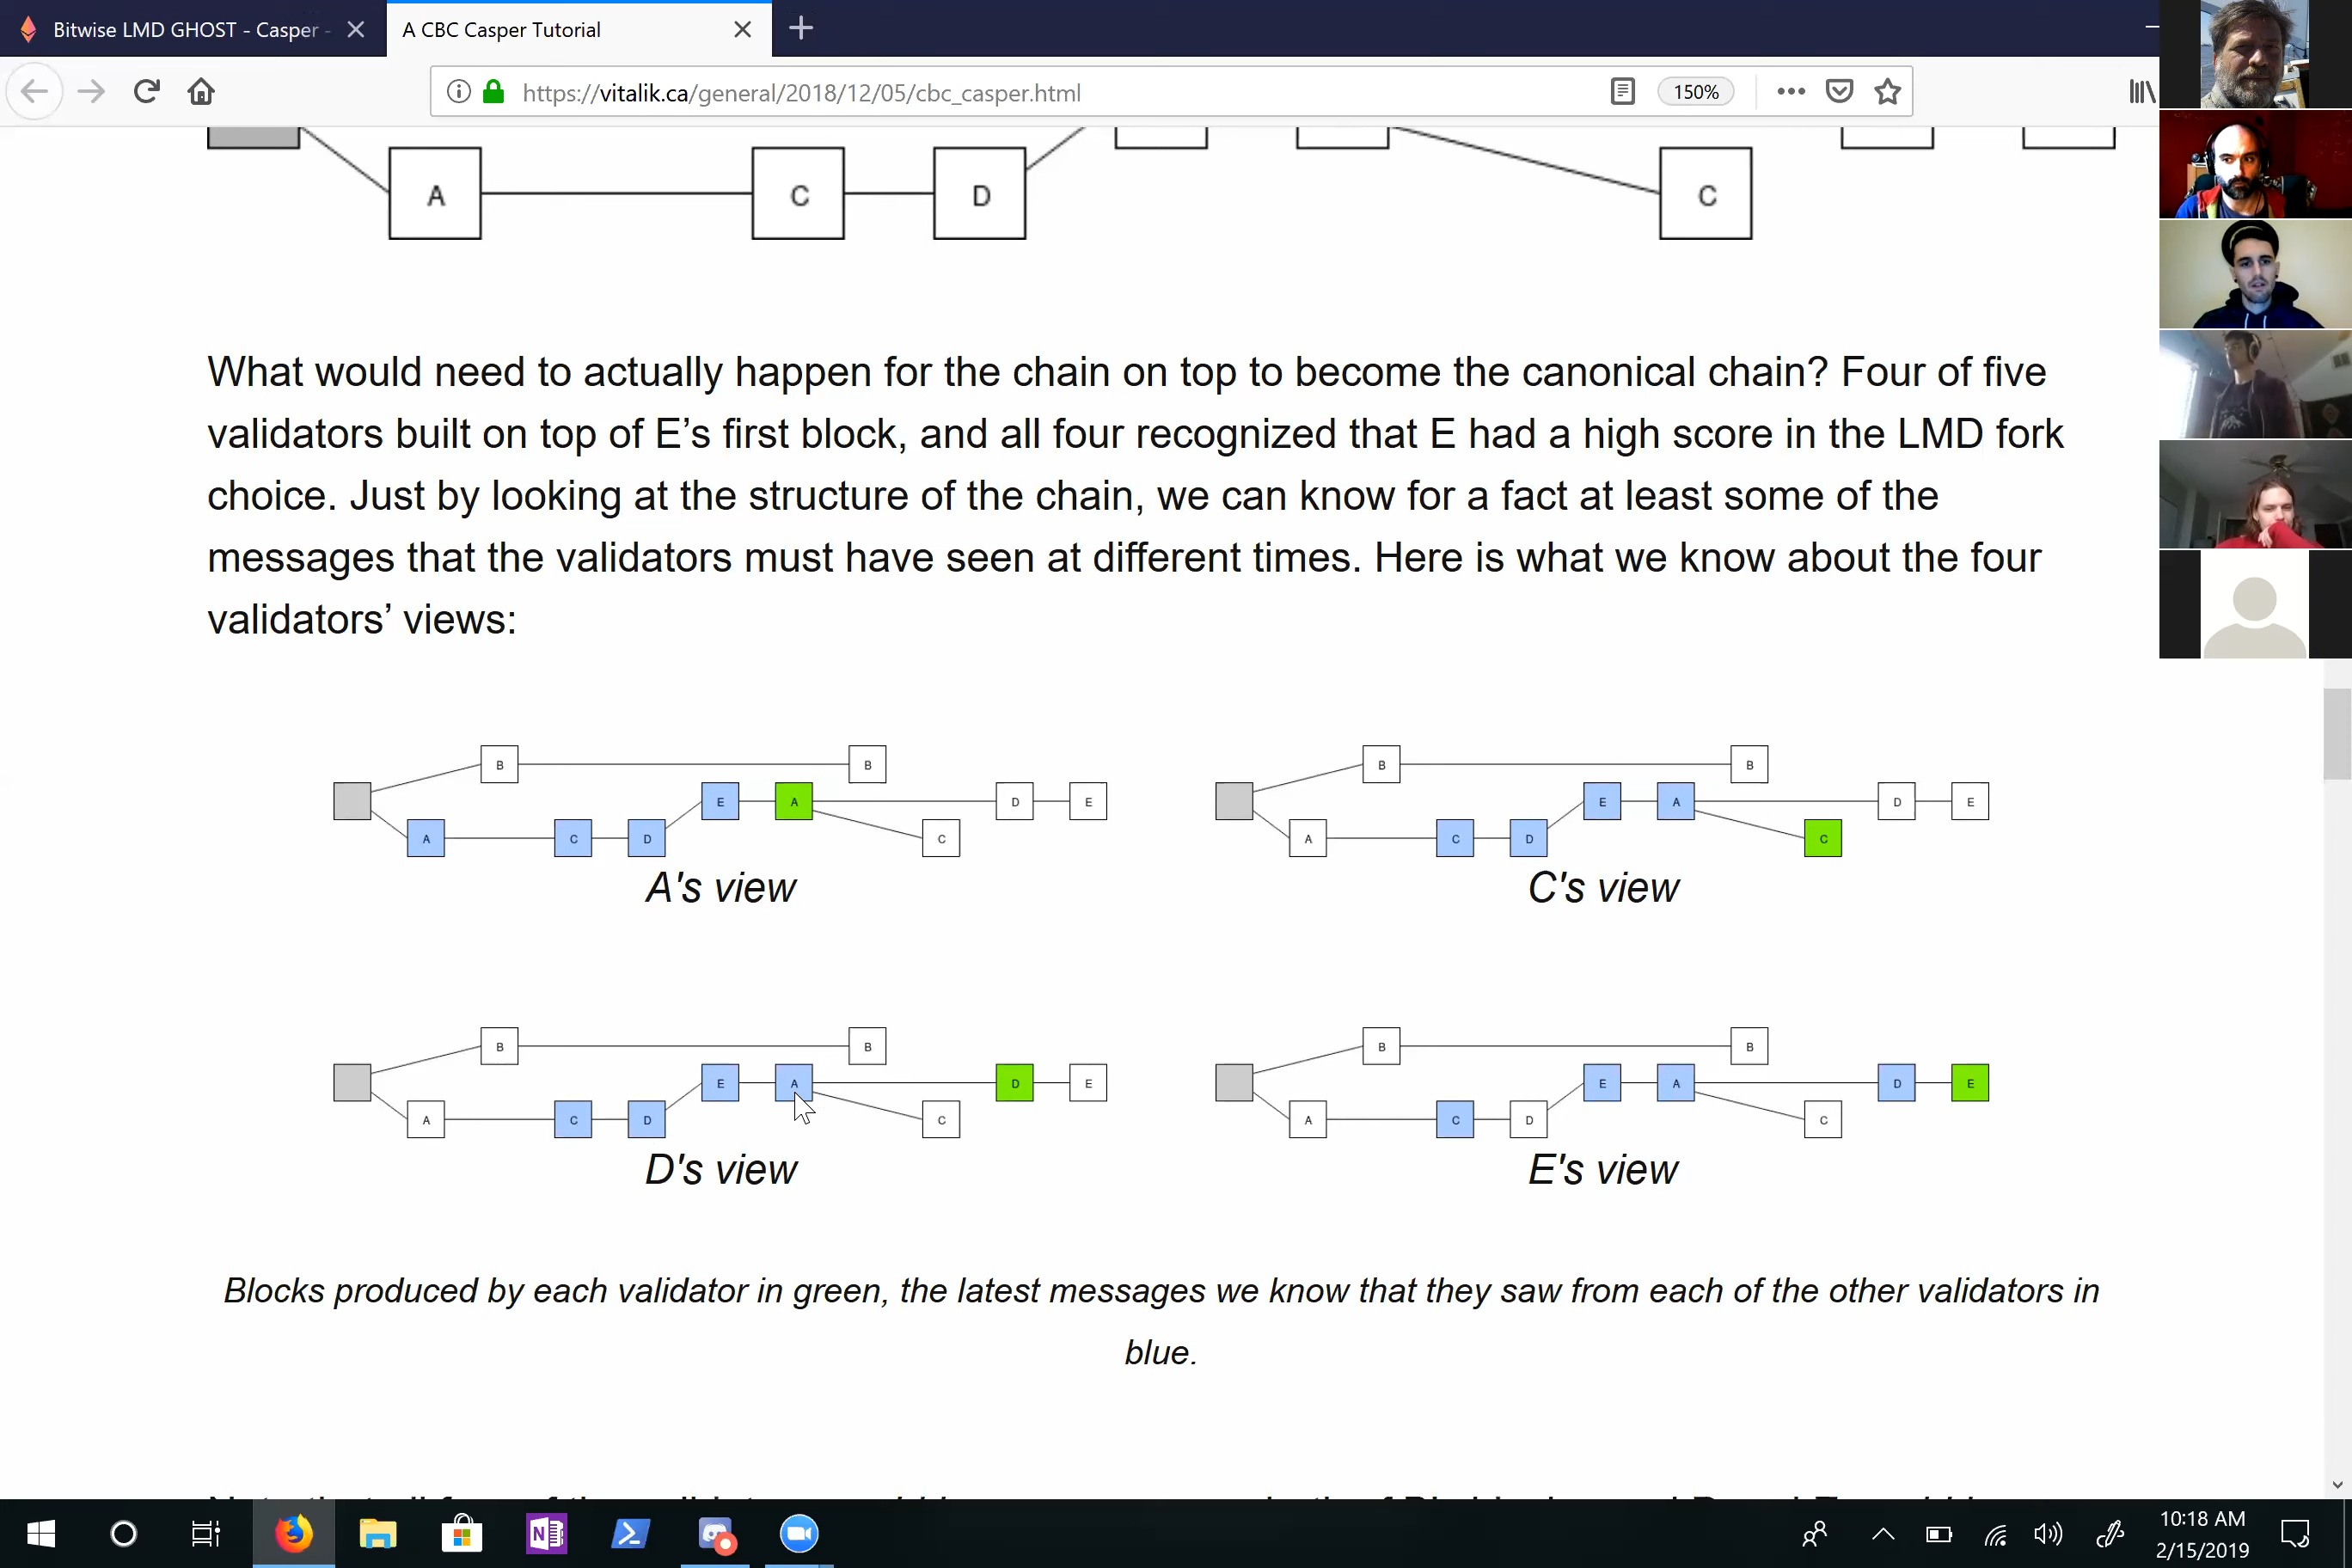 Bitwise LMD GHOST - Casper -
A CBC Casper Tutorial
https://vitalik.ca/general/2018/12/05/cbc_casper.html
150%
A C D C
What would need to actually happen for the chain on top to become the canonical chain? Four of five
validators built on top of E’s first block, and all four recognized that E had a high score in the LMD fork
choice. Just by looking at the structure of the chain, we can know for a fact at least some of the
messages that the validators must have seen at different times. Here is what we know about the four
validators’ views:
B B
E A D E
A C D C
A's view
B B
E A D E
A C D C
C's view
B B
E A D E
A C D C
D's view
B B
E A D E
A C D C
E's view
Blocks produced by each validator in green, the latest messages we know that they saw from each of the other validators in
blue.
10:18 AM
2/15/2019